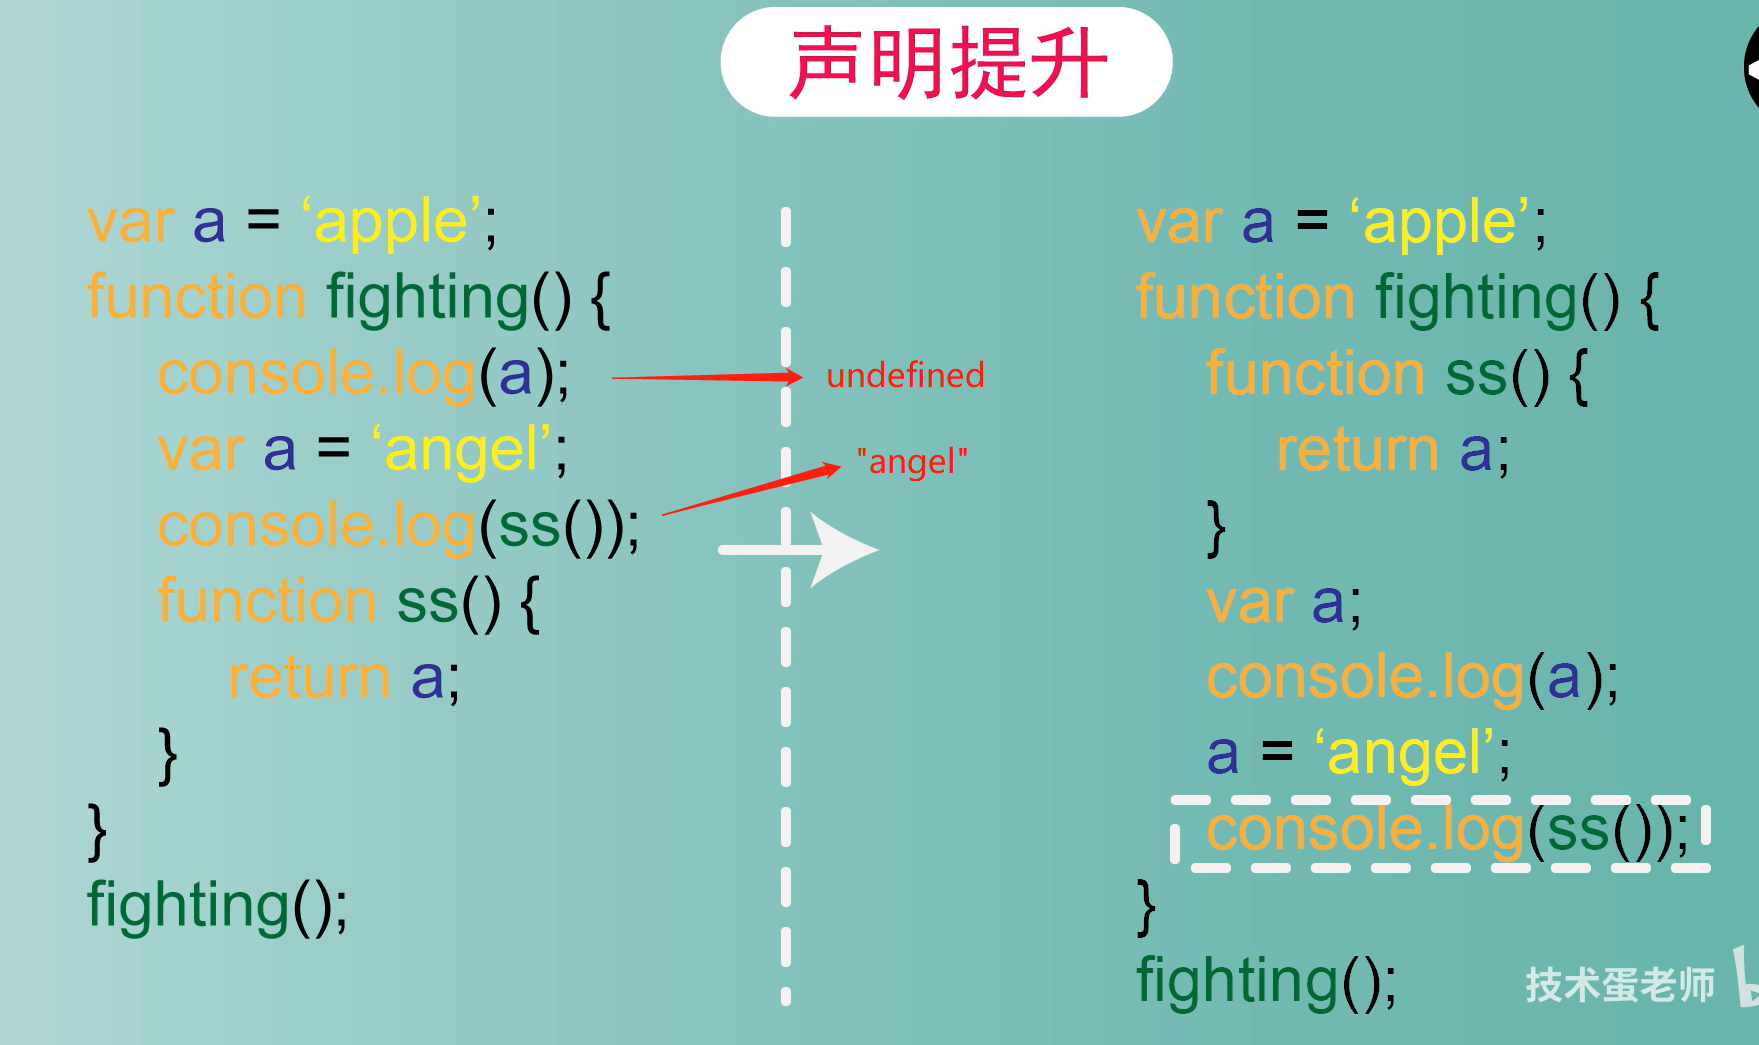 声明提升
var a = ‘apple’;
function fighting() {
console.log(a);
var a = ‘angel’;
console.log(ss());
function ss() {
return a;
}
}
fighting();
undefined
"angel"
var a = ‘apple’;
function fighting() {
function ss() {
return a;
}
var a;
console.log(a);
a = ‘angel’;
console.log(ss());
}
fighting();
技术蛋老师